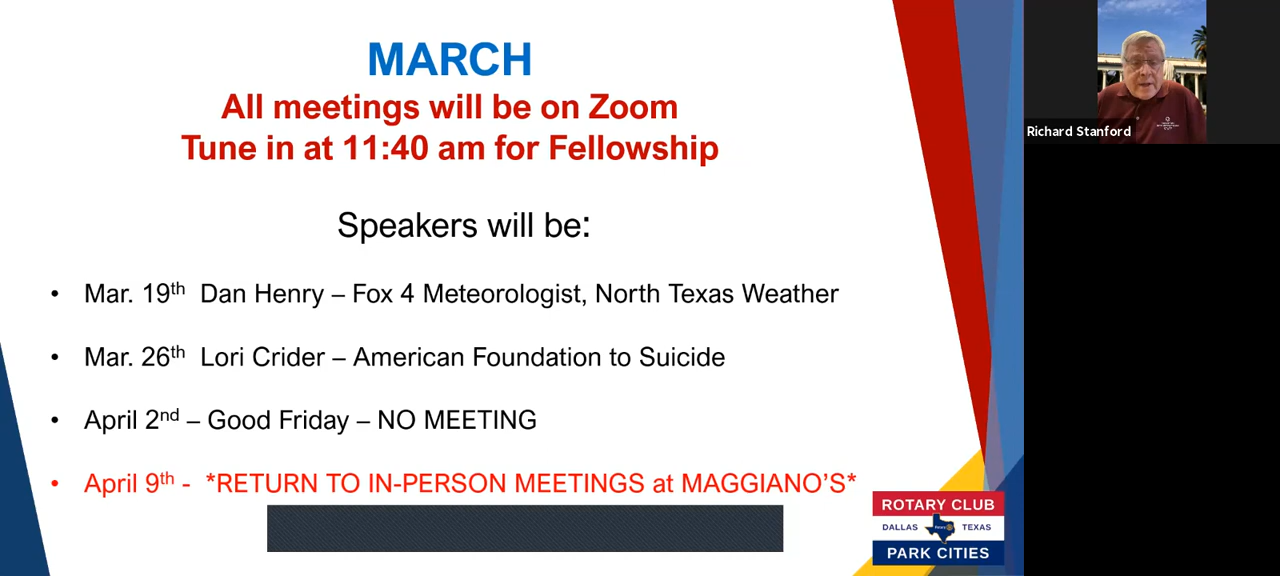 MARCH
All meetings will be on Zoom
Tune in at 11:40 am for Fellowship
Speakers will be:
• Mar. 19th Dan Henry – Fox 4 Meteorologist, North Texas Weather
• Mar. 26th Lori Crider – American Foundation to Suicide
• April 2nd – Good Friday – NO MEETING
• April 9th - *RETURN TO IN-PERSON MEETINGS at MAGGIANO’S*
ROTARY CLUB
DALLAS TEXAS
PARK CITIES
Richard Stanford